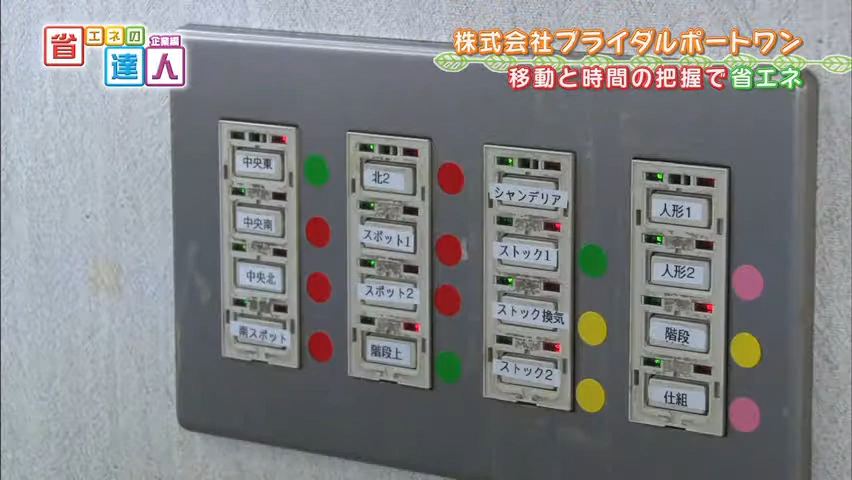 省エネの達人
企業編
株式会社ブライダルポートワン
移動と時間の把握で省エネ
中央東
中央南
中央北
南スポット
北2
スポット1
スポット2
階段上
シャンデリア
ストック1
ストック換気
ストック2
人形1
人形2
階段
仕組